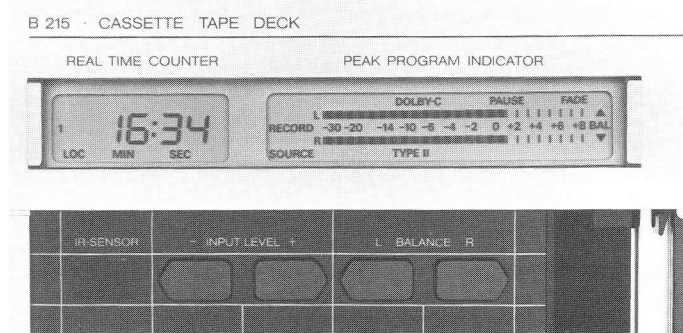 B 215 · CASSETTE TAPE DECK
REAL TIME COUNTER PEAK PROGRAM INDICATOR
DOLBY-C PAUSE FADE
1 16:34 L
RECORD -30 -20 -14 -10 -6 -4 -2 0 +2 +4 +6 +8 BAL
R
LOC MIN SEC SOURCE TYPE II
IR-SENSOR - INPUT LEVEL + L BALANCE R